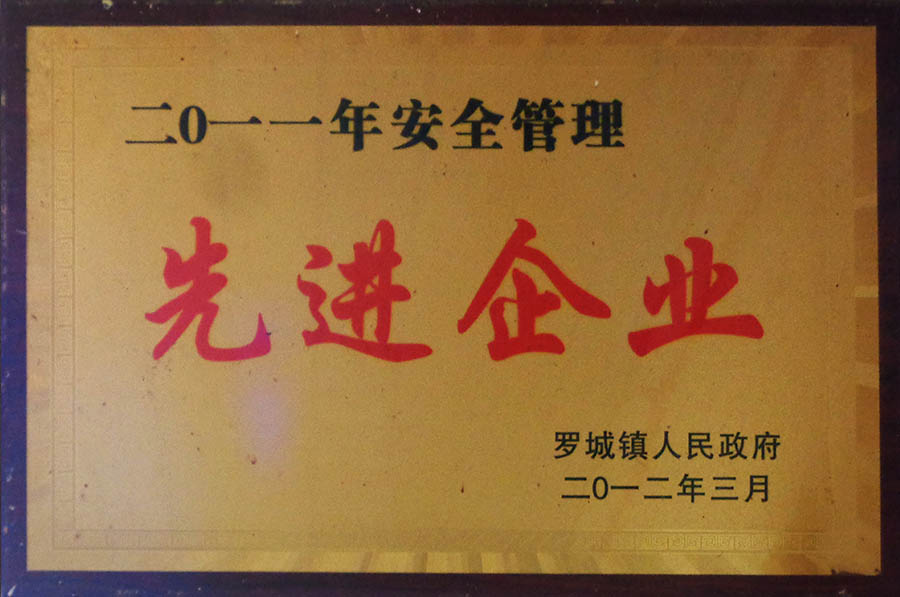 二0一一年安全管理
先进企业
罗城镇人民政府
二0一二年三月